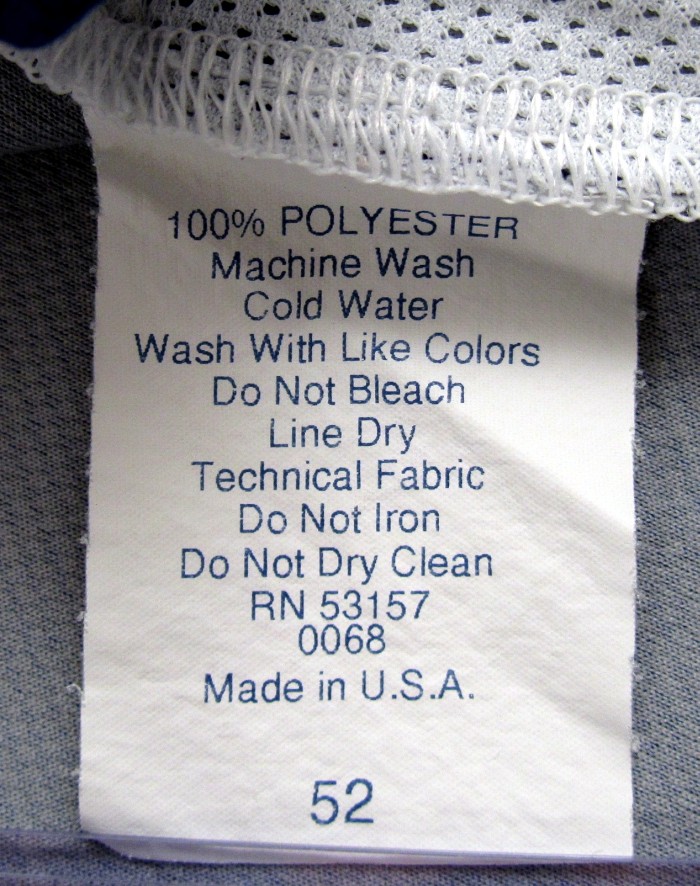 100% POLYESTER
Machine Wash
Cold Water
Wash With Like Colors
Do Not Bleach
Line Dry
Technical Fabric
Do Not Iron
Do Not Dry Clean
RN 53157
0068
Made in U.S.A.
52